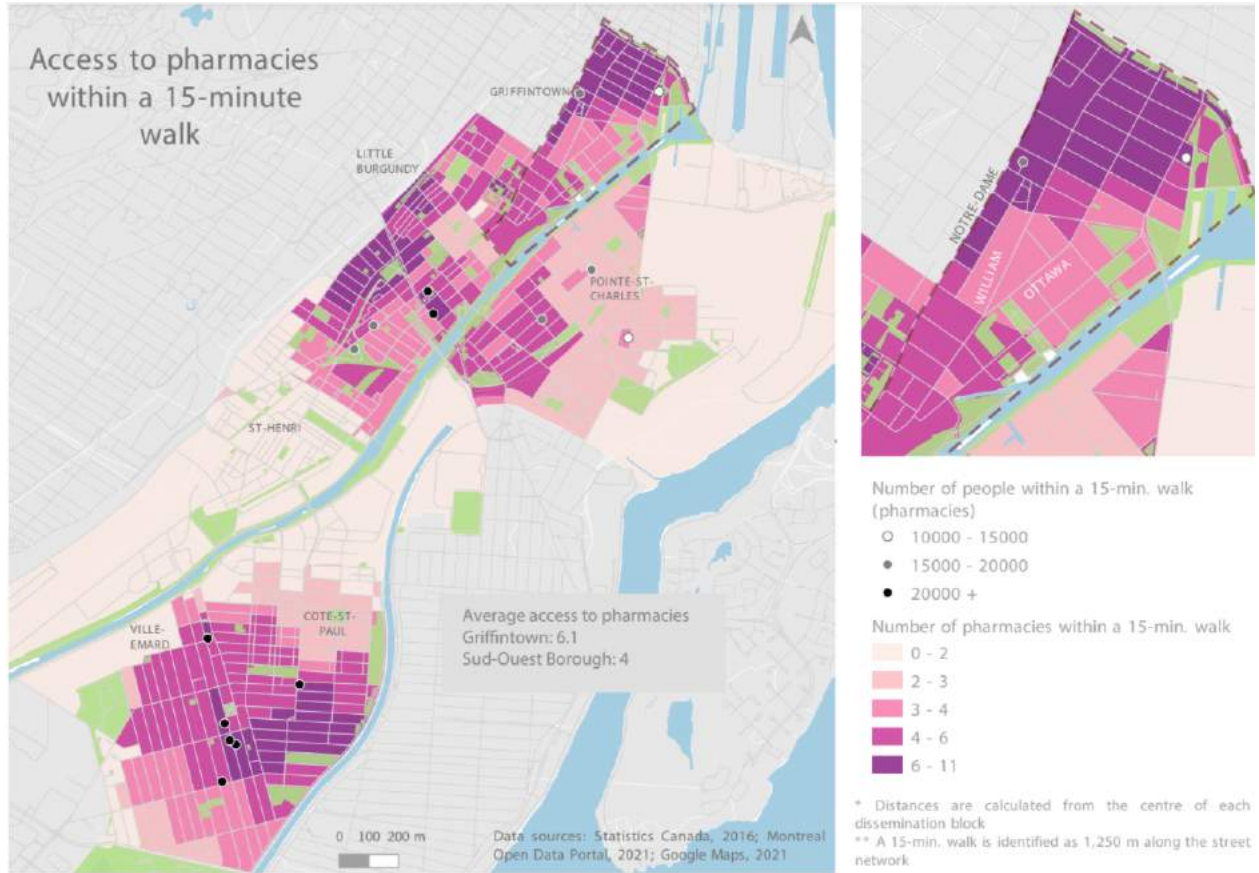 Access to pharmacies
within a 15-minute
walk
GRIFFINTOWN
LITTLE
BURGUNDY
POINTE-ST-
CHARLES
ST-HENRI
VILLE-
EMARD
COTE-ST-
PAUL
Average access to pharmacies
Griffintown: 6.1
Sud-Ouest Borough: 4
0 100 200 m
Data sources: Statistics Canada, 2016; Montreal
Open Data Portal, 2021; Google Maps, 2021
NOTRE-DAME
WILLIAM
OTTAWA
Number of people within a 15-min. walk
(pharmacies)
10000 - 15000
15000 - 20000
20000 +
Number of pharmacies within a 15-min. walk
0 - 2
2 - 3
3 - 4
4 - 6
6 - 11
* Distances are calculated from the centre of each
dissemination block
** A 15-min. walk is identified as 1,250 m along the street
network